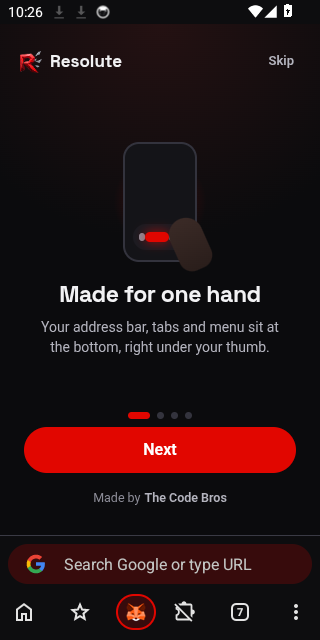 10:26
Resolute
Skip
Made for one hand
Your address bar, tabs and menu sit at
the bottom, right under your thumb.
Next
Made by The Code Bros
Search Google or type URL
7